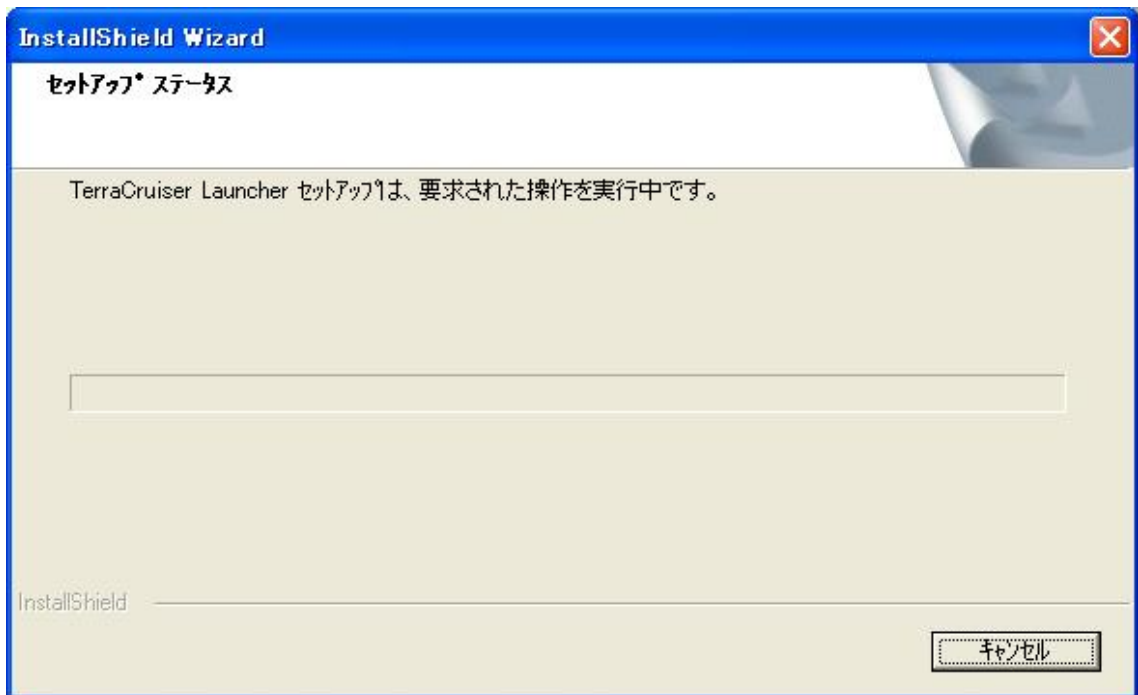 InstallShield Wizard
ｾｯﾄｱｯﾌﾟ ｽﾃｰﾀｽ
TerraCruiser Launcher ｾｯﾄｱｯﾌﾟは、要求された操作を実行中です。
InstallShield
ｷｬﾝｾﾙ